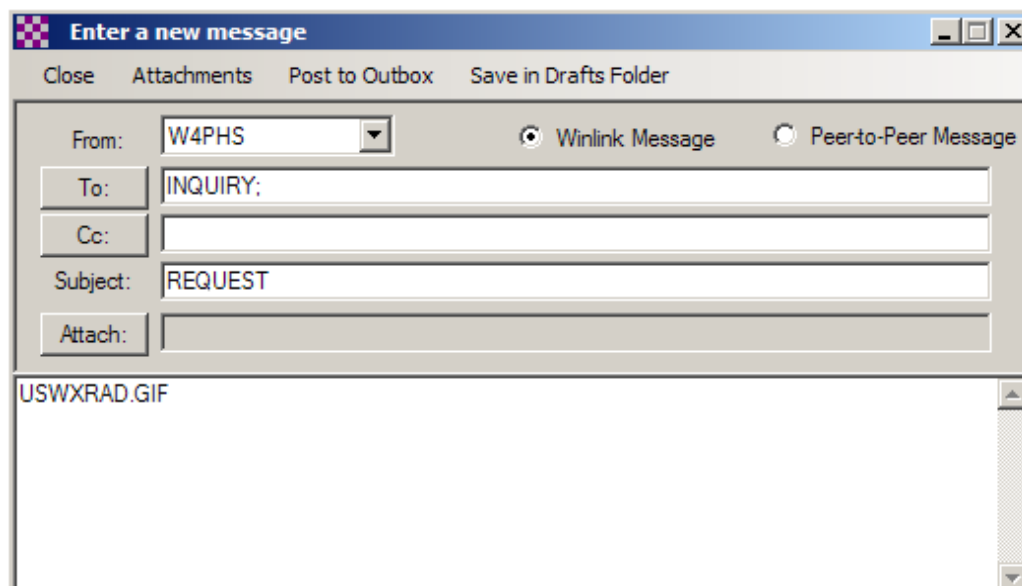 Enter a new message
Close Attachments Post to Outbox Save in Drafts Folder
From: W4PHS Winlink Message Peer-to-Peer Message
To: INQUIRY;
Cc:
Subject: REQUEST
Attach:
USWXRAD.GIF